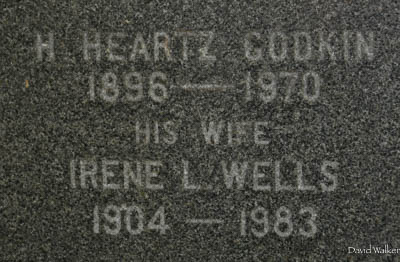 H HEARTZ GODKIN
1896—1970
HIS WIFE
IRENE L. WELLS
1904 — 1983
David Walker